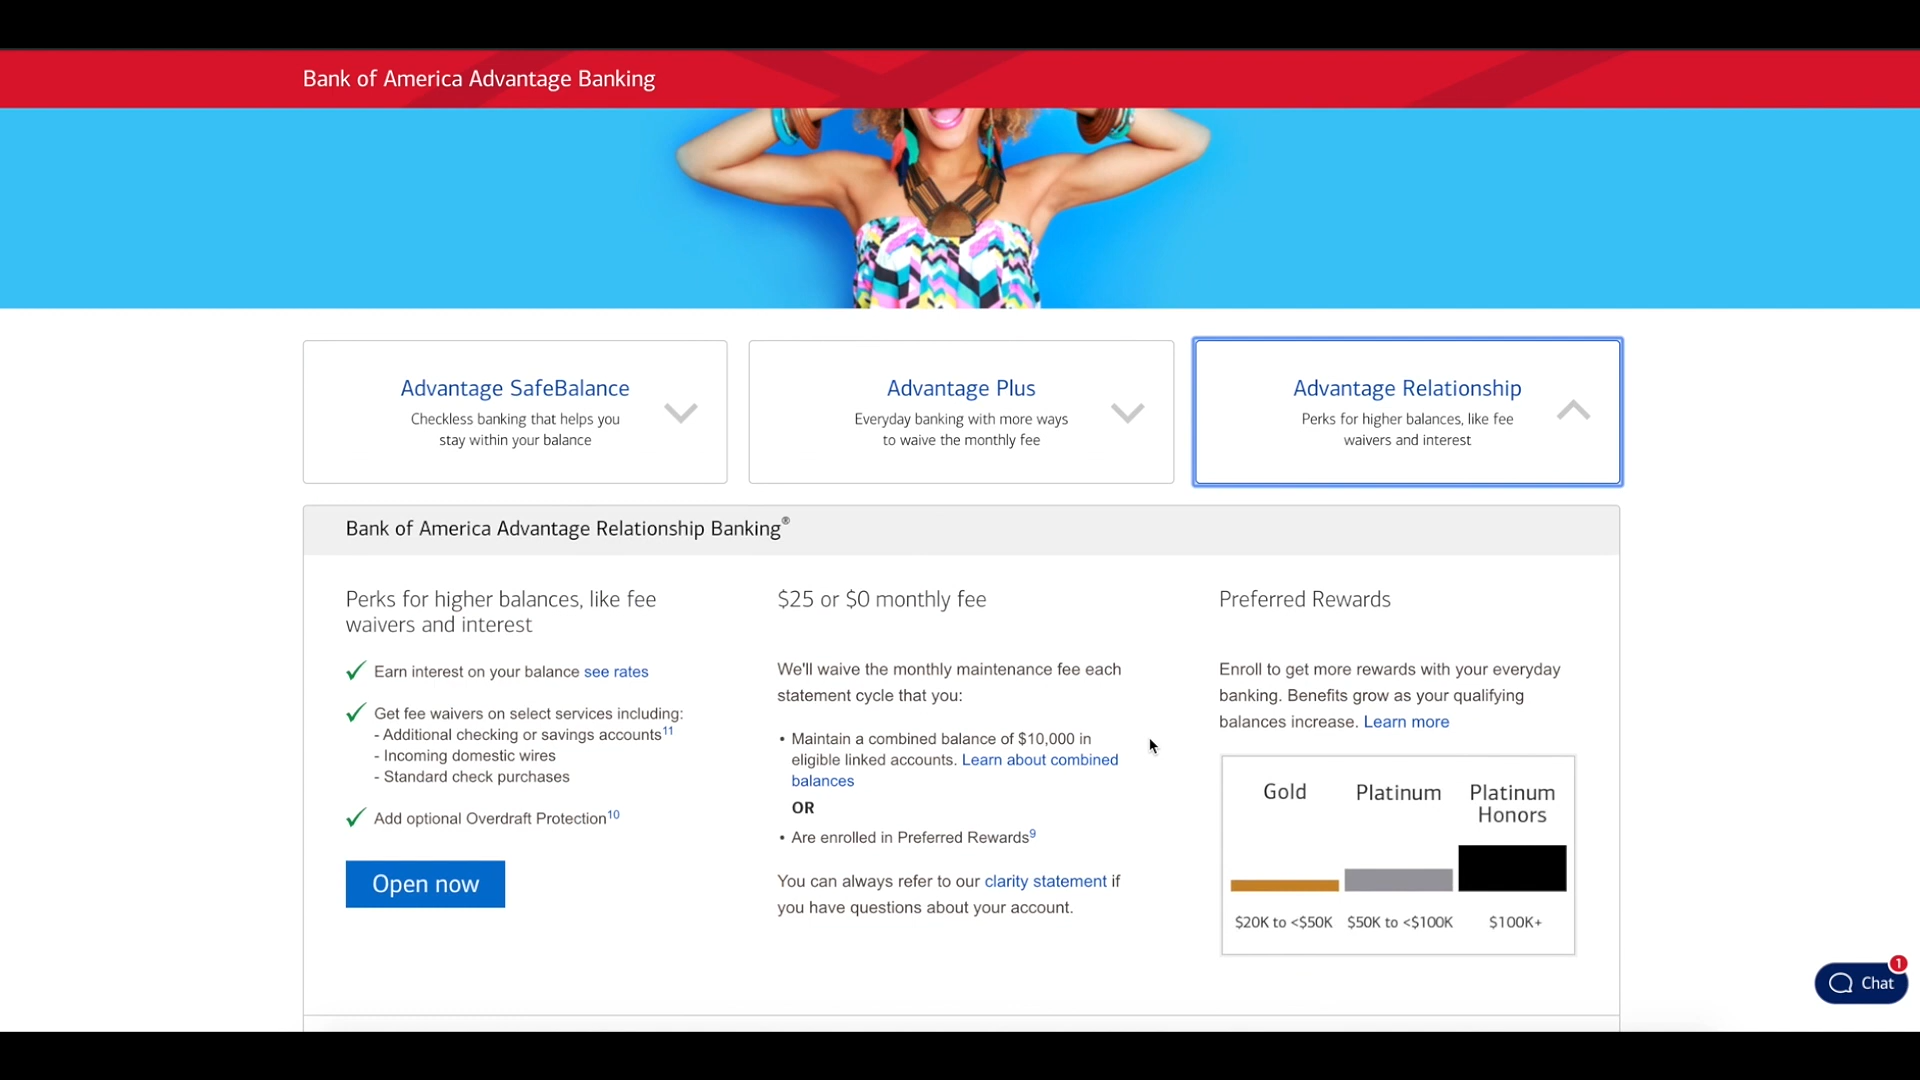 Bank of America Advantage Banking
Advantage SafeBalance
Checkless banking that helps you
stay within your balance
Advantage Plus
Everyday banking with more ways
to waive the monthly fee
Advantage Relationship
Perks for higher balances, like fee
waivers and interest
Bank of America Advantage Relationship Banking®
Perks for higher balances, like fee
waivers and interest
Earn interest on your balance see rates
Get fee waivers on select services including:
- Additional checking or savings accounts11
- Incoming domestic wires
- Standard check purchases
Add optional Overdraft Protection10
Open now
$25 or $0 monthly fee
We'll waive the monthly maintenance fee each
statement cycle that you:
• Maintain a combined balance of $10,000 in
eligible linked accounts. Learn about combined
balances
OR
• Are enrolled in Preferred Rewards9
You can always refer to our clarity statement if
you have questions about your account.
Preferred Rewards
Enroll to get more rewards with your everyday
banking. Benefits grow as your qualifying
balances increase. Learn more
Gold
Platinum
Platinum
Honors
$20K to <$50K
$50K to <$100K
$100K+
Chat
1